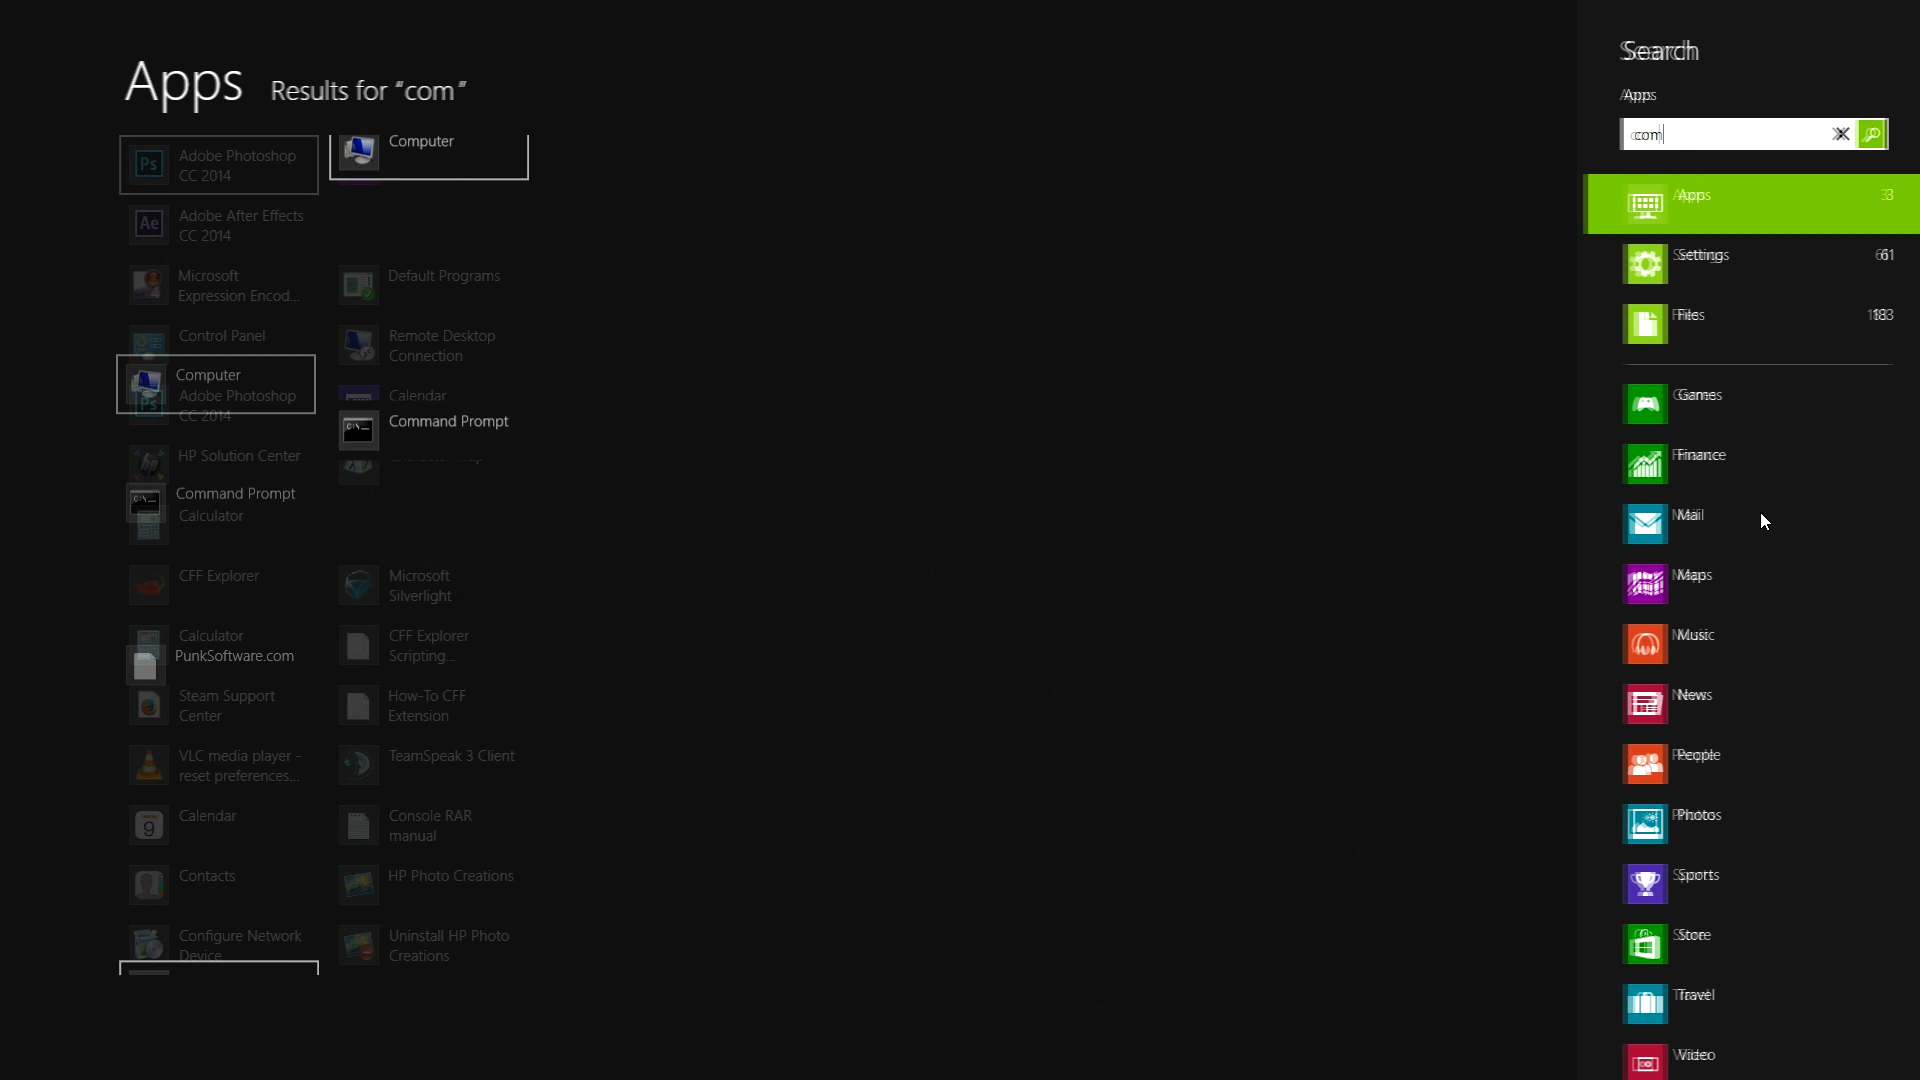 Apps Results for “com”
Adobe Photoshop
CC 2014
Computer
Adobe After Effects
CC 2014
Microsoft
Expression Encod...
Default Programs
Control Panel
Remote Desktop
Connection
Computer
Adobe Photoshop
CC 2014
Calendar
Command Prompt
HP Solution Center
Command Prompt
Calculator
CFF Explorer
Microsoft
Silverlight
Calculator
CFF Explorer
Scripting...
PunkSoftware.com
Steam Support
Center
How-To CFF
Extension
VLC media player -
reset preferences...
TeamSpeak 3 Client
Calendar
Console RAR
manual
Contacts
HP Photo Creations
Configure Network
Device
Uninstall HP Photo
Creations
Search
Apps
com
Apps 3
Settings 61
Files 183
Games
Finance
Mail
Maps
Music
News
People
Photos
Sports
Store
Travel
Video